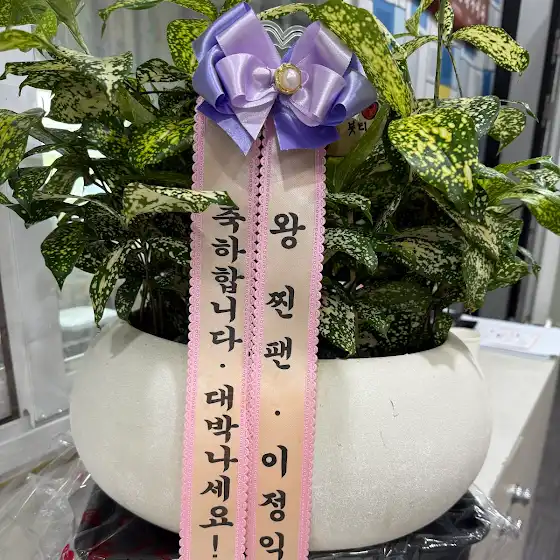 축하합니다 · 대박나세요!
왕 찐 팬 · 이정익